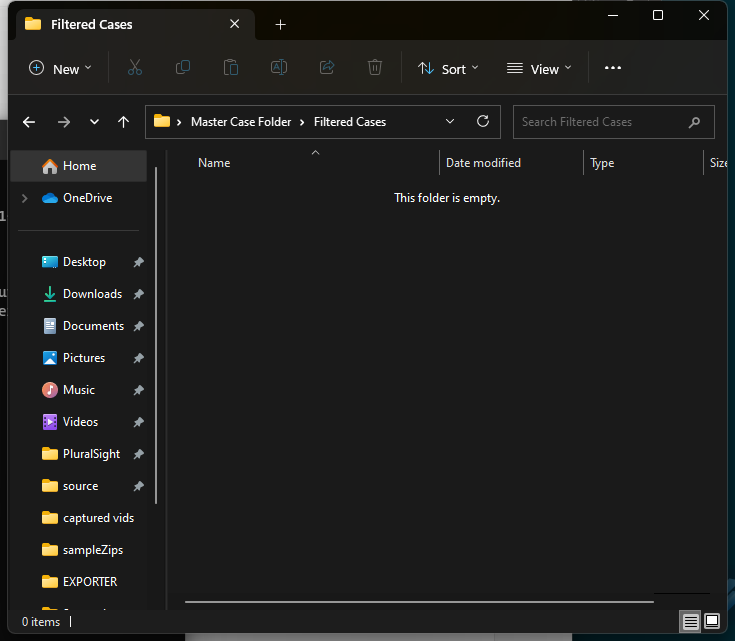 Filtered Cases
New
Sort
View
Master Case Folder
Filtered Cases
Search Filtered Cases
Name
Date modified
Type
Size
This folder is empty.
Home
OneDrive
Desktop
Downloads
Documents
Pictures
Music
Videos
PluralSight
source
captured vids
sampleZips
EXPORTER
0 items